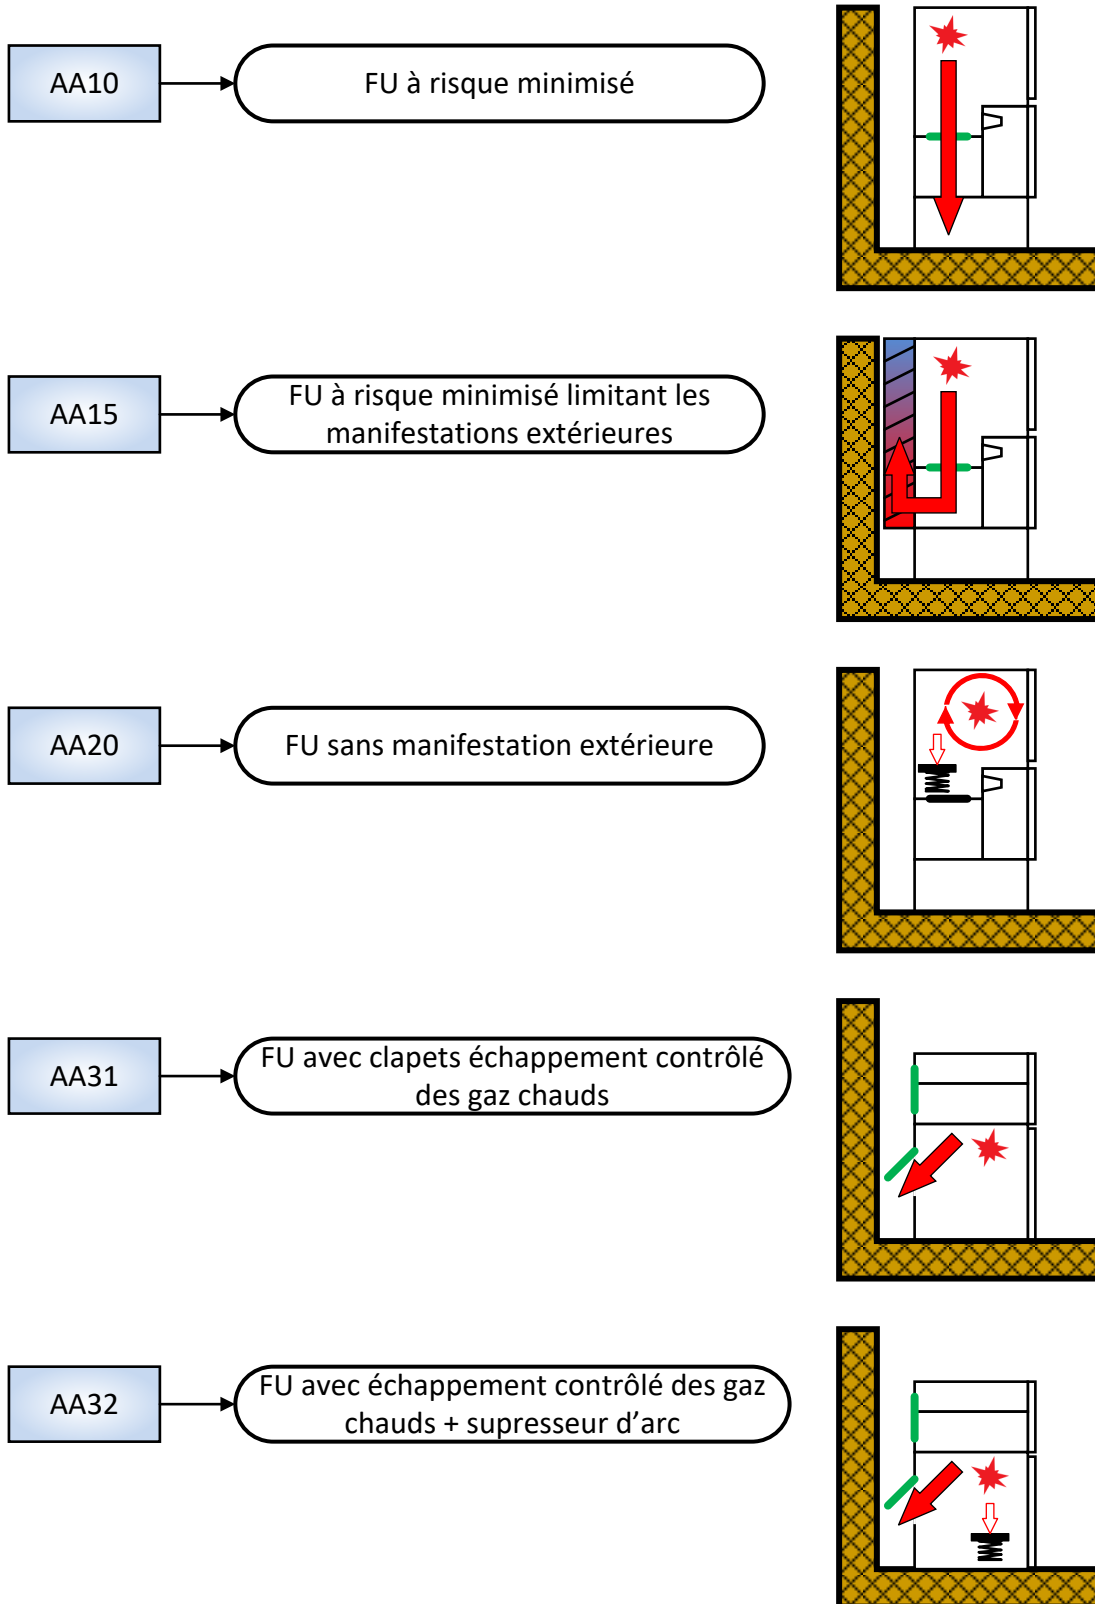 AA10
FU à risque minimisé
AA15
FU à risque minimisé limitant les
manifestations extérieures
AA20
FU sans manifestation extérieure
AA31
FU avec clapets échappement contrôlé
des gaz chauds
AA32
FU avec échappement contrôlé des gaz
chauds + supresseur d’arc